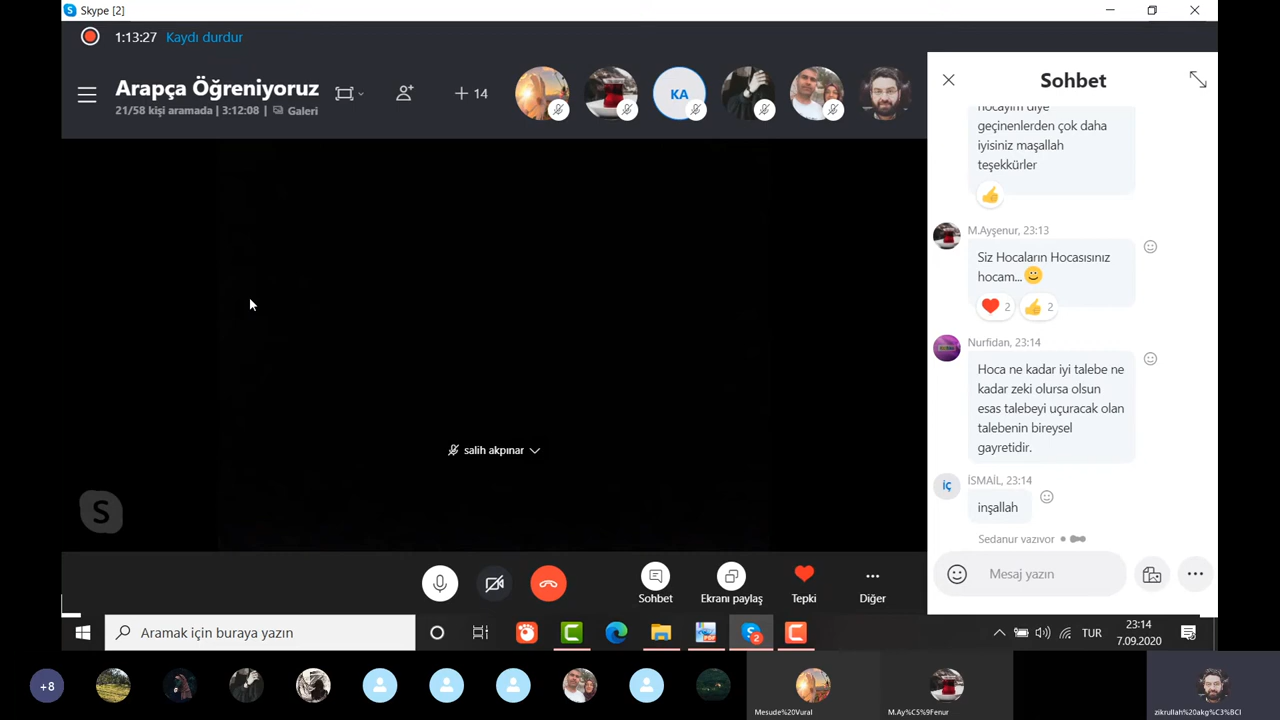 Skype [2]
1:13:27 Kaydı durdur
Arapça Öğreniyoruz
21/58 kişi aramada | 3:12:08 | Galeri
+ 14
KA
Sohbet
hocayım diye
geçinenlerden çok daha
iyisiniz maşallah
teşekkürler
M.Ayşenur, 23:13
Siz Hocaların Hocasısınız
hocam...
2
2
Nurfidan, 23:14
Hoca ne kadar iyi talebe ne
kadar zeki olursa olsun
esas talebeyi uçuracak olan
talebenin bireysel
gayretidir.
İSMAİL, 23:14
İÇ
inşallah
Sedanur yazıyor
Mesaj yazın
salih akpınar
S
Sohbet
Ekranı paylaş
Tepki
Diğer
Aramak için buraya yazın
2
TUR
23:14
7.09.2020
+8
Mesude%20Vural
M.Ay%C5%9Fenur
zikrullah%20akg%C3%BCl